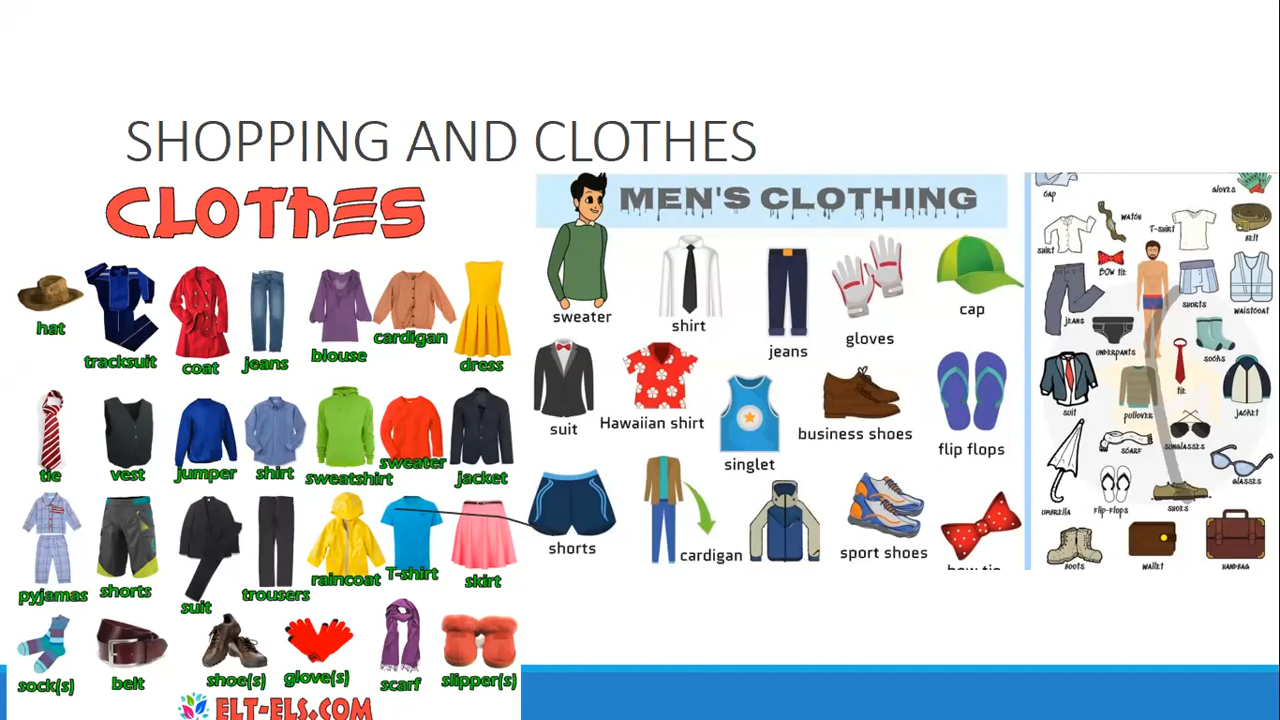 SHOPPING AND CLOTHES
CLOTHES
hat
tracksuit
coat
jeans
blouse
cardigan
dress
tie
vest
jumper
shirt
sweatshirt
sweater
jacket
pyjamas
shorts
suit
trousers
raincoat
T-shirt
skirt
sock(s)
belt
shoe(s)
glove(s)
scarf
slipper(s)
ELT-ELS.COM
MEN'S CLOTHING
sweater
shirt
jeans
gloves
cap
suit
Hawaiian shirt
singlet
business shoes
flip flops
shorts
cardigan
sport shoes
bow tie
CAP
GLOVES
SHIRT
WATCH
T-SHIRT
BELT
BOW TIE
JEANS
SHORTS
WAISTCOAT
UNDERPANTS
SOCKS
SUIT
PULLOVER
TIE
JACKET
SCARF
SUNGLASSES
GLASSES
UMBRELLA
FLIP-FLOPS
SHOES
BOOTS
WALLET
HANDBAG